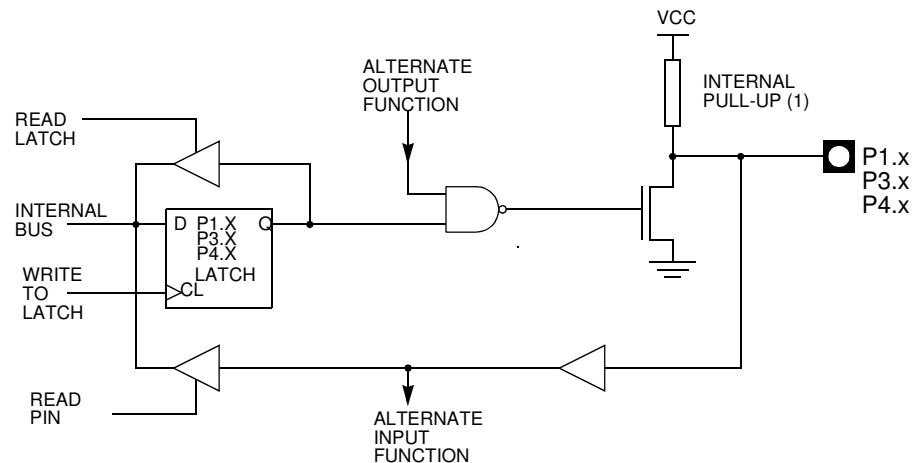 VCC
ALTERNATE
OUTPUT
FUNCTION
INTERNAL
PULL-UP (1)
READ
LATCH
P1.x
P3.x
P4.x
INTERNAL
BUS
D P1.X Q
P3.X
P4.X
LATCH
CL
WRITE
TO
LATCH
READ
PIN
ALTERNATE
INPUT
FUNCTION